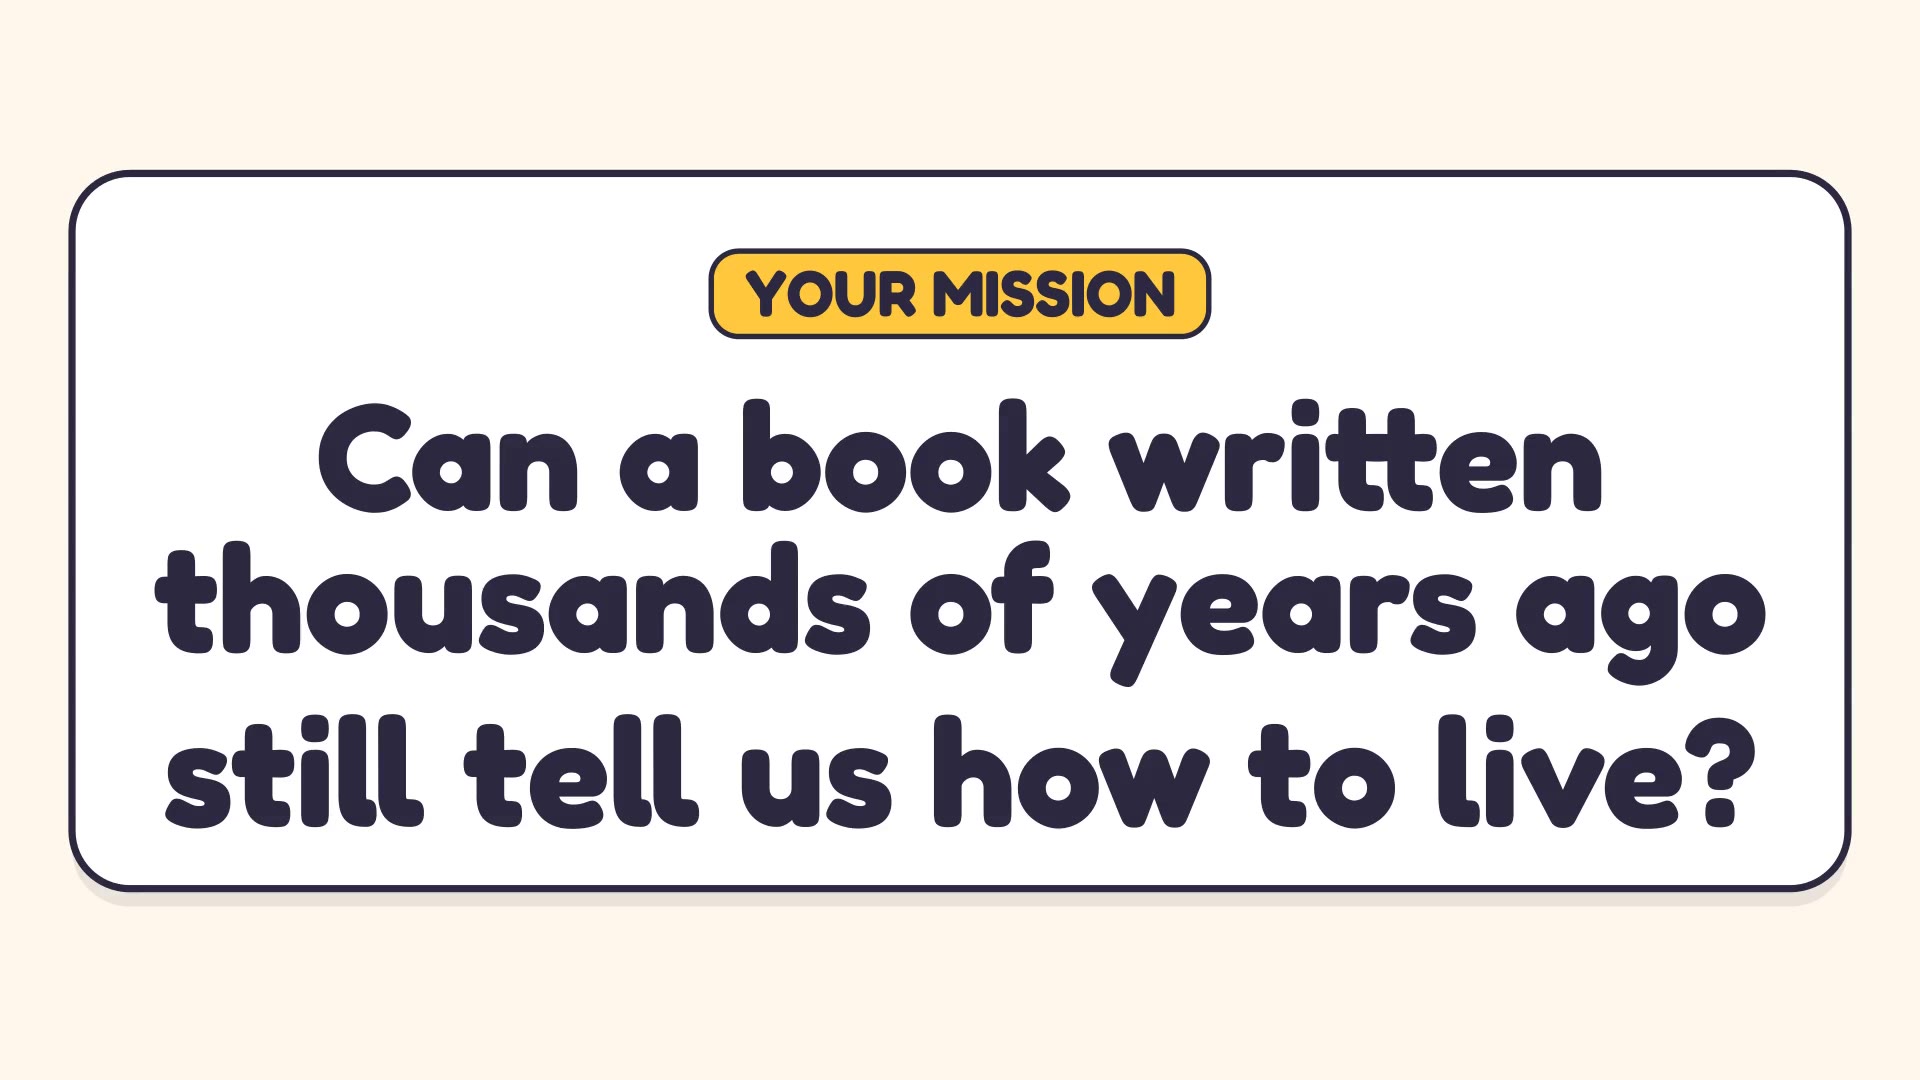 YOUR MISSION
Can a book written
thousands of years ago
still tell us how to live?